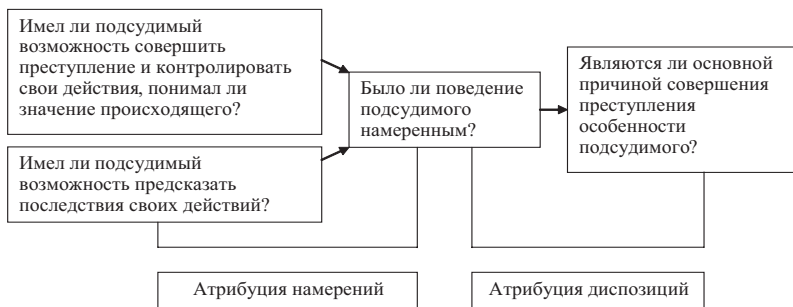 Имел ли подсудимый
возможность совершить
преступление и контролировать
свои действия, понимал ли
значение происходящего?
Имел ли подсудимый
возможность предсказать
последствия своих действий?
Было ли поведение
подсудимого
намеренным?
Являются ли основной
причиной совершения
преступления
особенности
подсудимого?
Атрибуция намерений
Атрибуция диспозиций